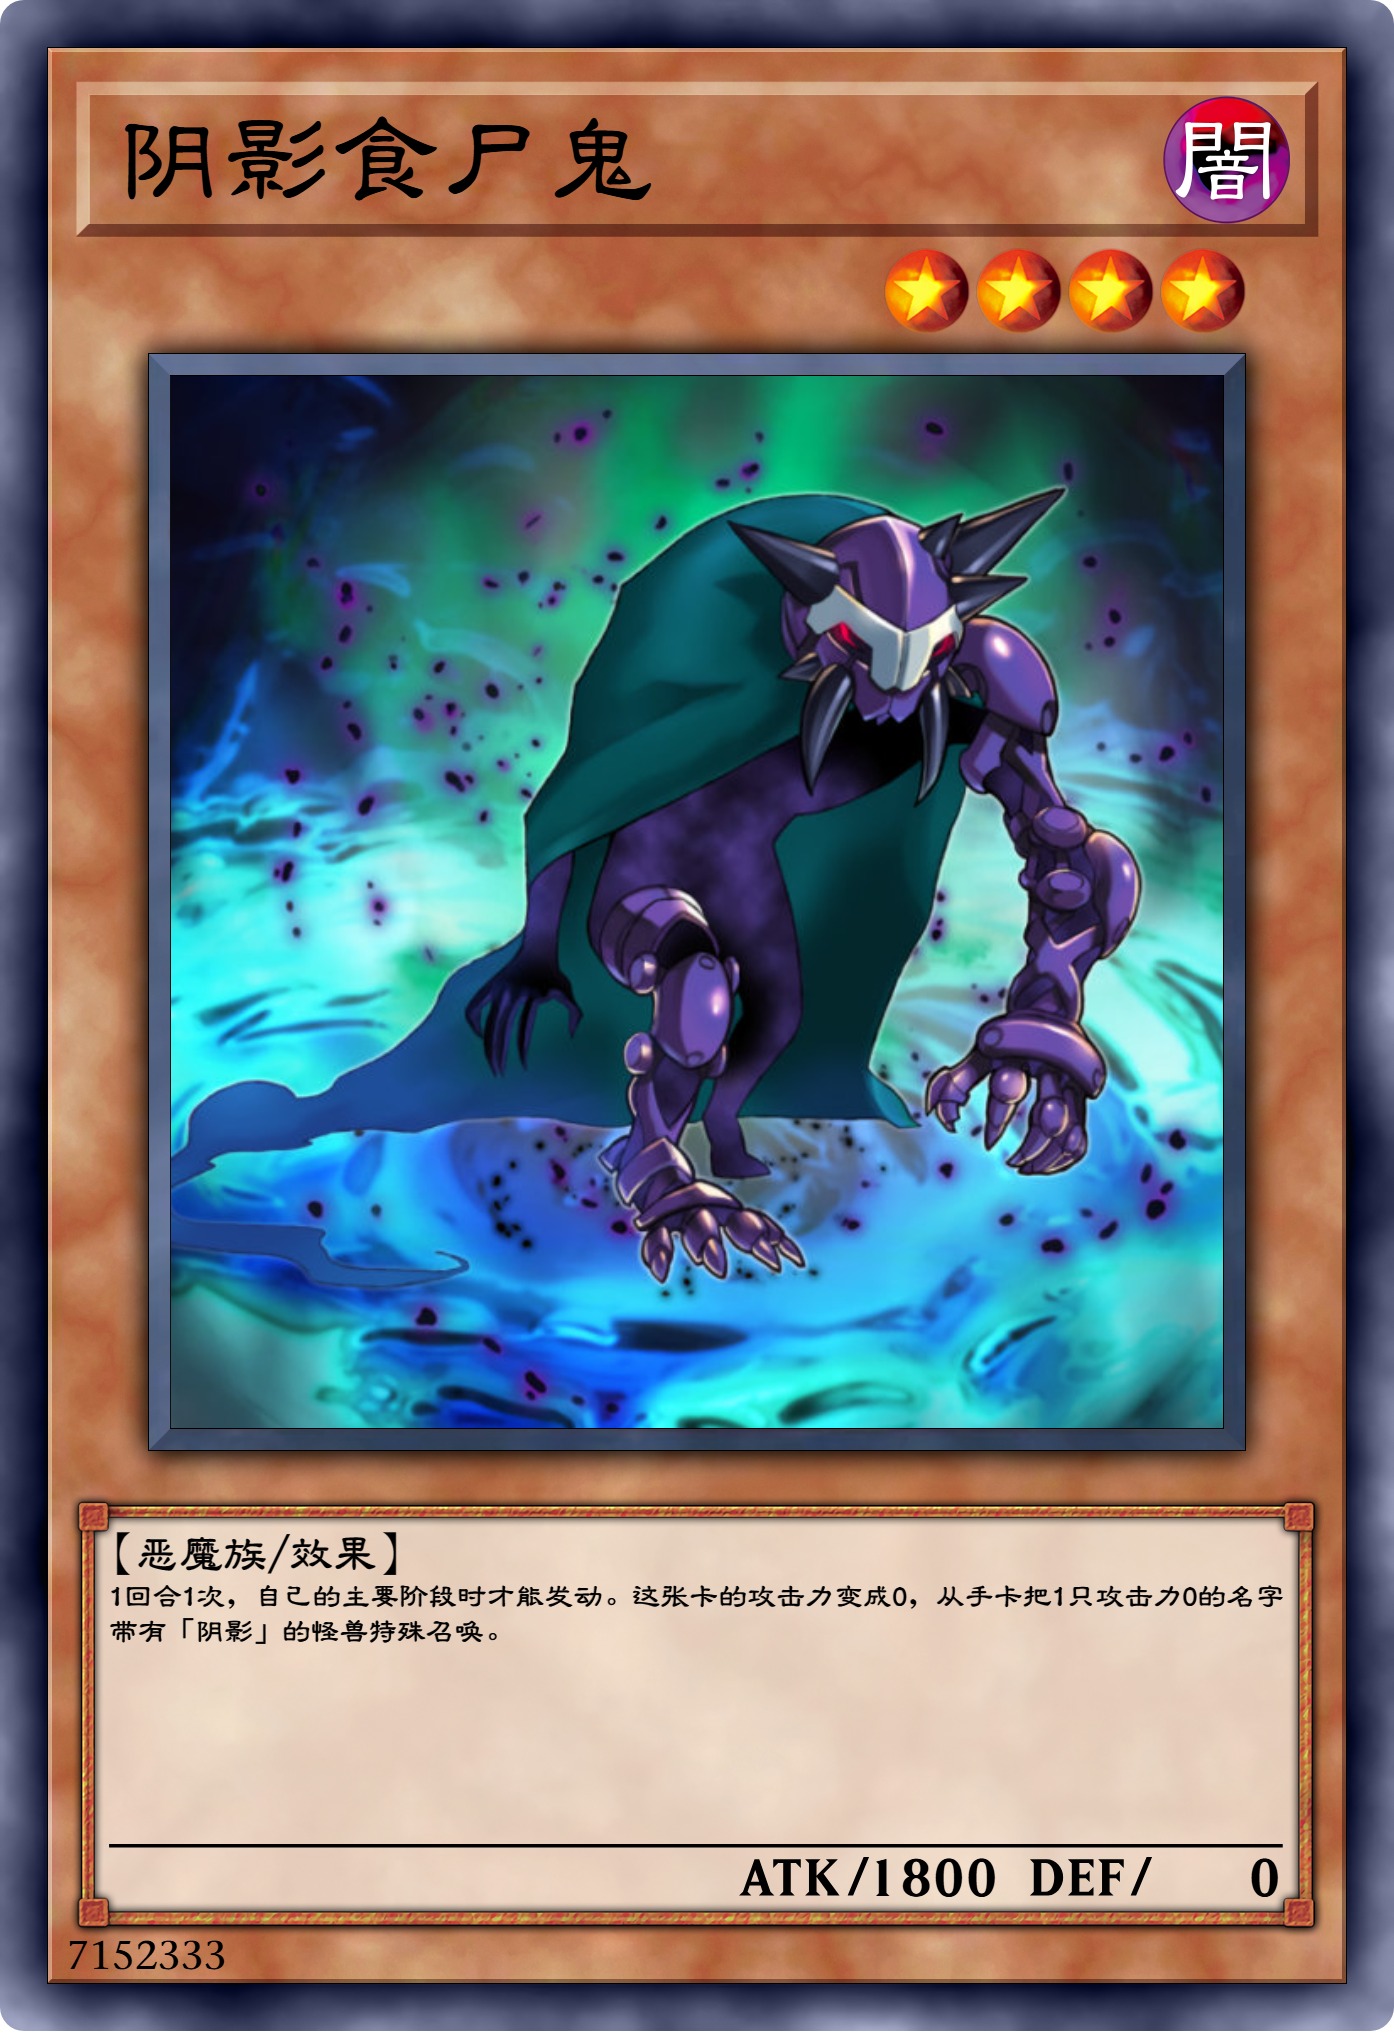 阴影食尸鬼
闇
【恶魔族/效果】
1回合1次，自己的主要阶段时才能发动。这张卡的攻击力变成0，从手卡把1只攻击力0的名字
带有「阴影」的怪兽特殊召唤。
ATK/1800 DEF/ 0
7152333